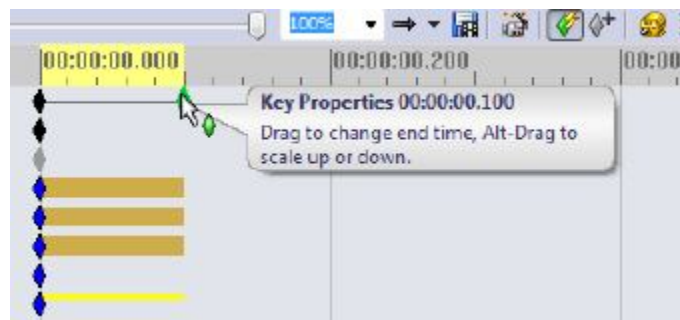 100%
00:00:00.000
00:00:00.200
00:00
Key Properties 00:00:00.100
Drag to change end time, Alt-Drag to
scale up or down.